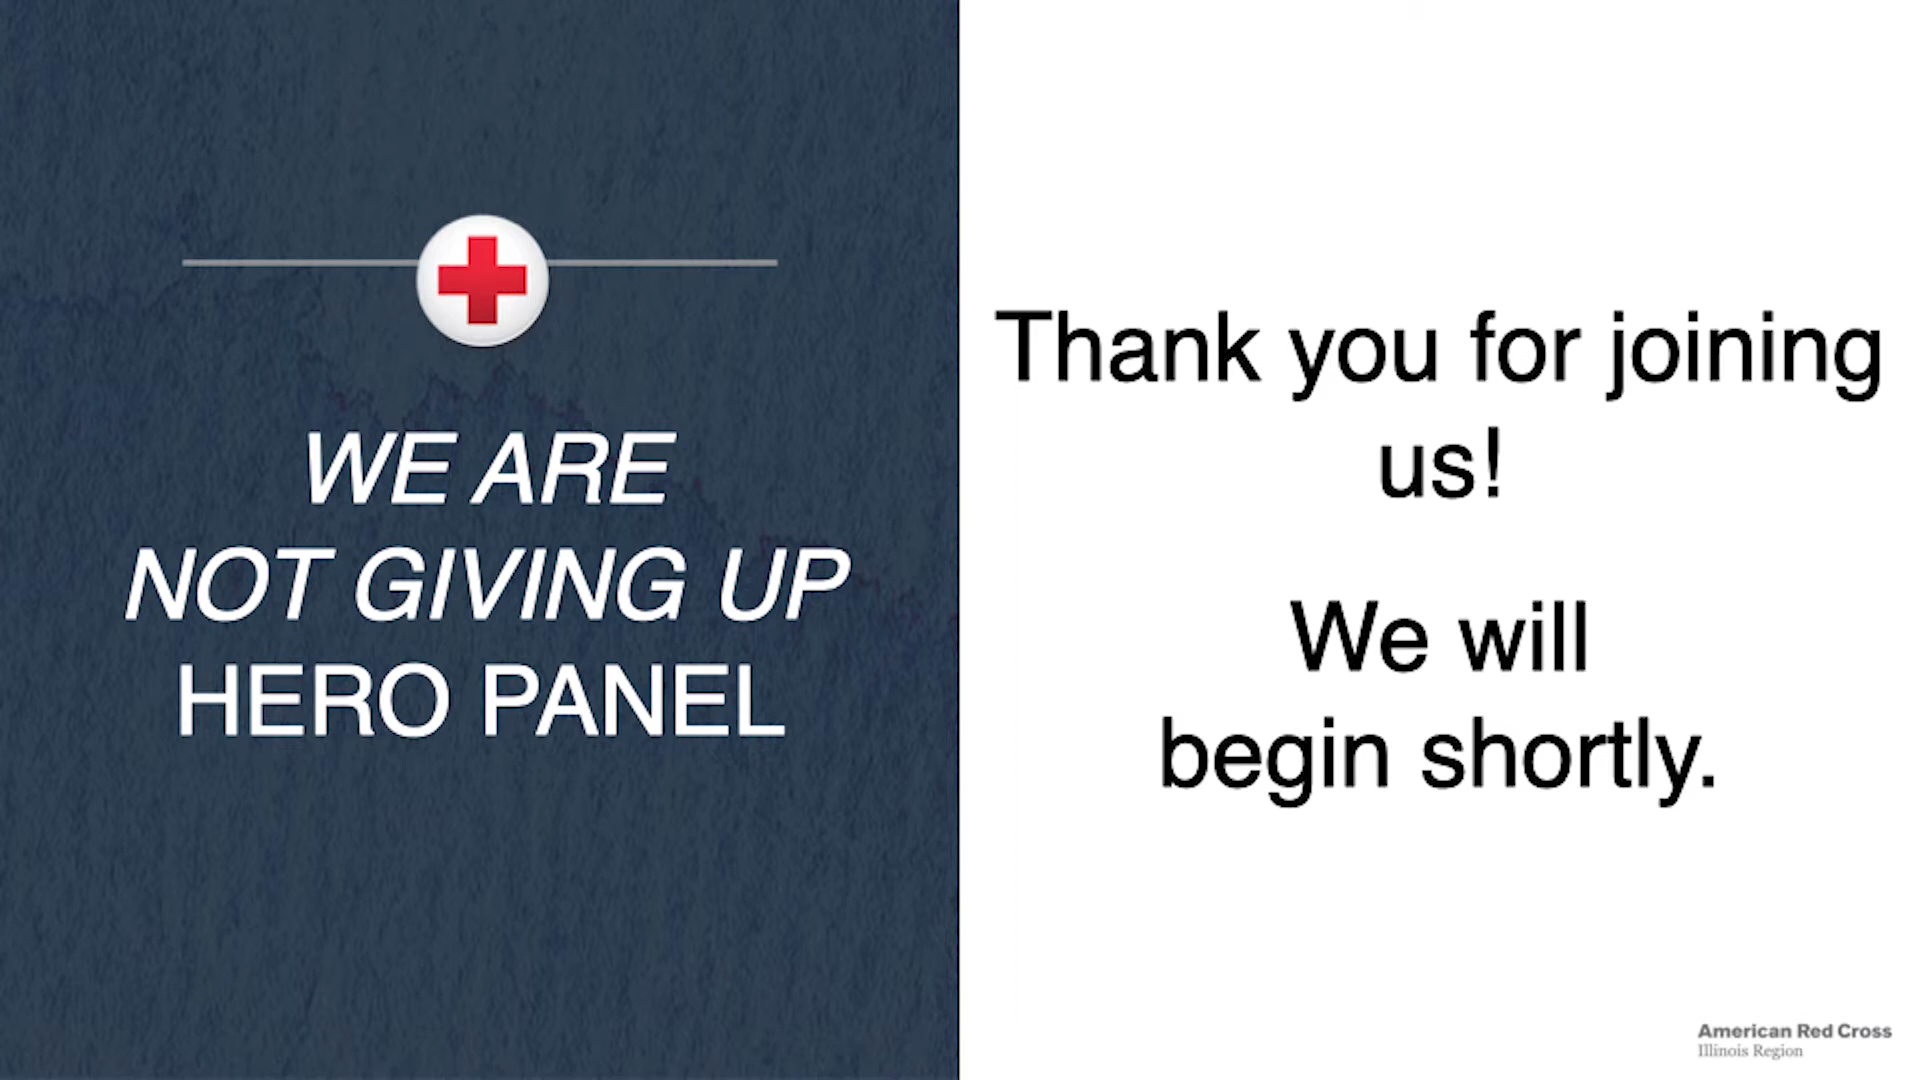 WE ARE
NOT GIVING UP
HERO PANEL
Thank you for joining
us!
We will
begin shortly.
American Red Cross
Illinois Region